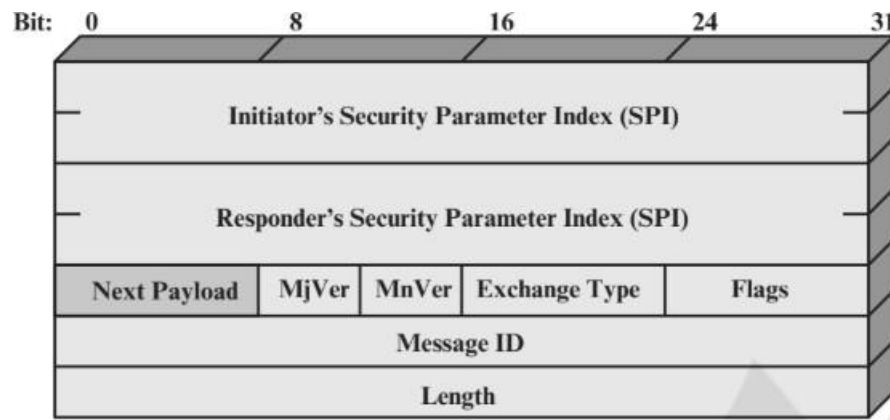 Bit: 0 8 16 24 31
Initiator's Security Parameter Index (SPI)
Responder's Security Parameter Index (SPI)
Next Payload MjVer MnVer Exchange Type Flags
Message ID
Length